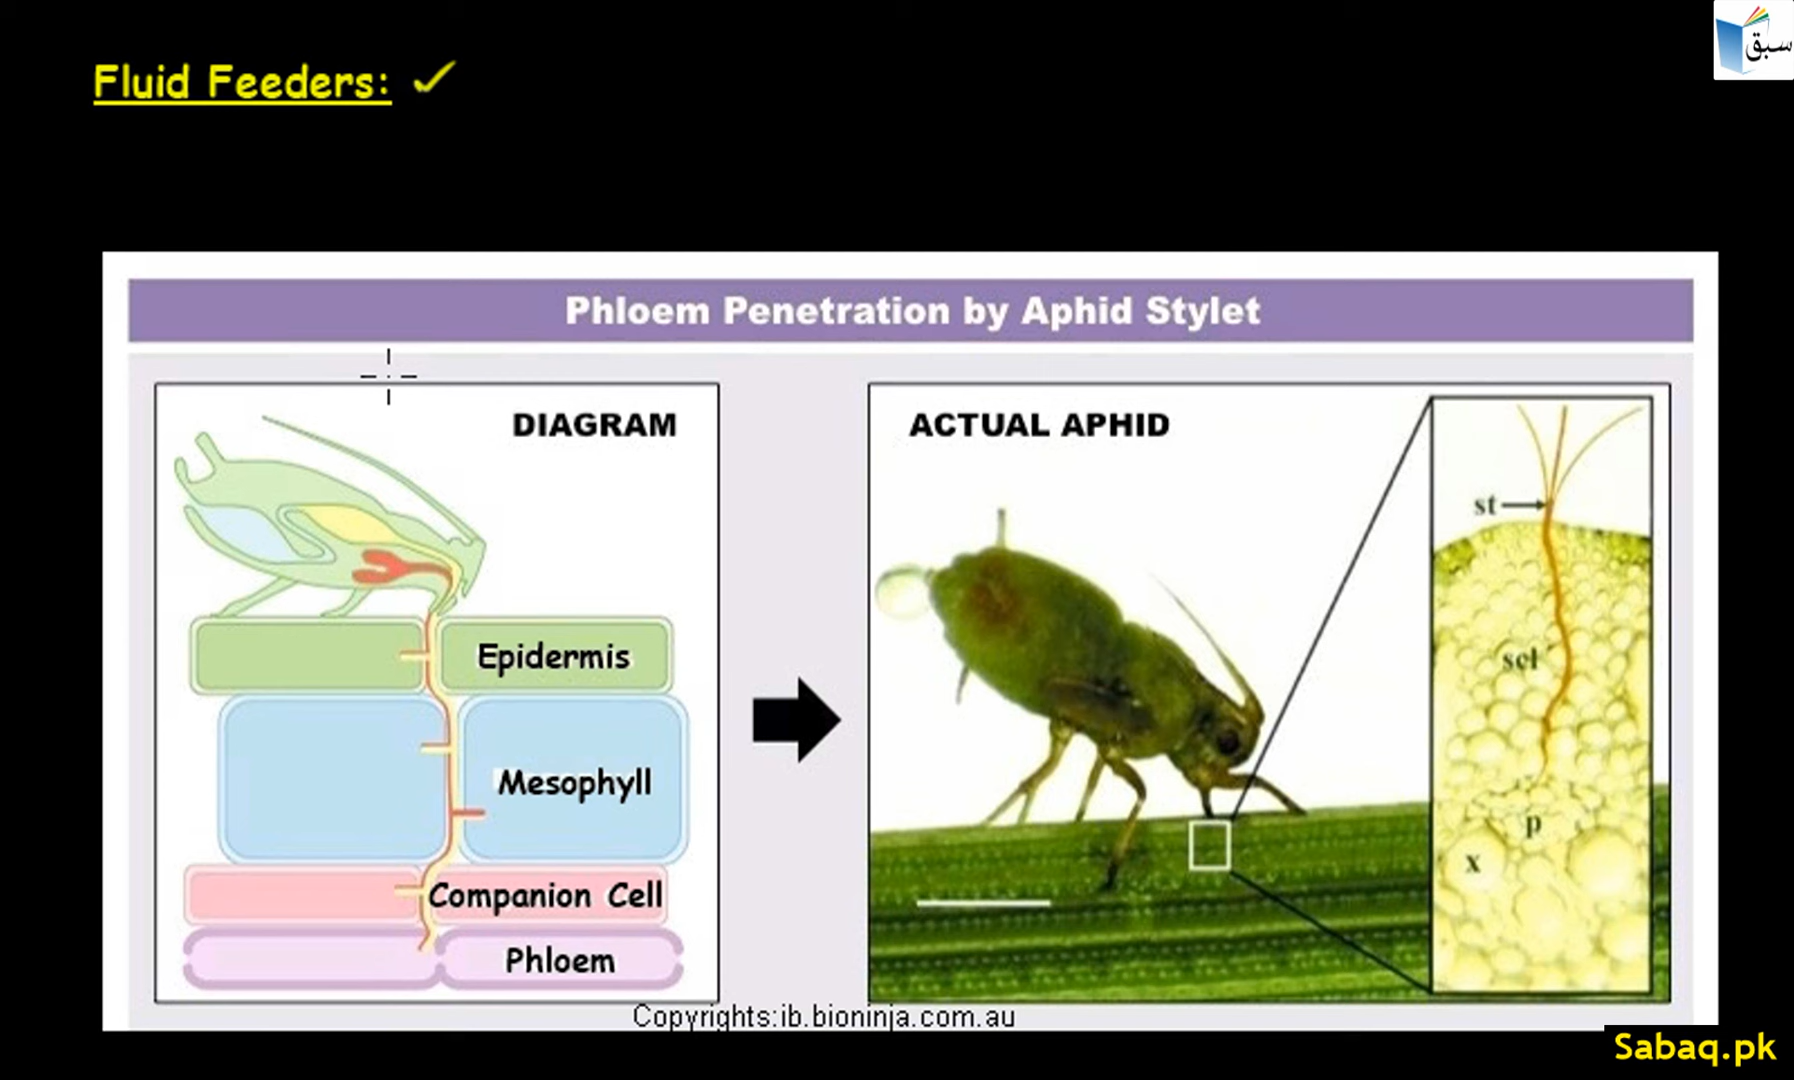 سبق
Fluid Feeders:
Phloem Penetration by Aphid Stylet
DIAGRAM
Epidermis
Mesophyll
Companion Cell
Phloem
ACTUAL APHID
st
scl
p
x
Copyrights:ib.bioninja.com.au
Sabaq.pk